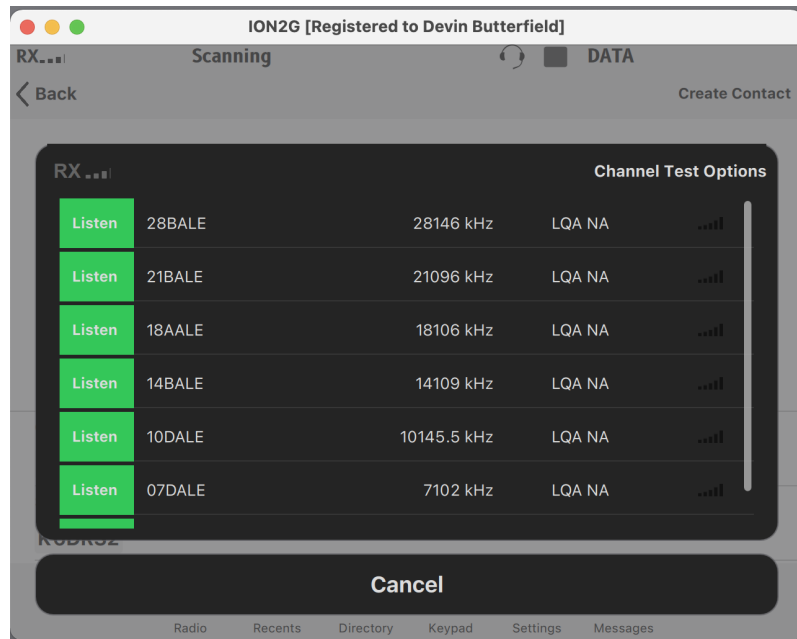 ION2G [Registered to Devin Butterfield]
RX Scanning DATA
Back Create Contact
RX Channel Test Options
Listen 28BALE 28146 kHz LQA NA
Listen 21BALE 21096 kHz LQA NA
Listen 18AALE 18106 kHz LQA NA
Listen 14BALE 14109 kHz LQA NA
Listen 10DALE 10145.5 kHz LQA NA
Listen 07DALE 7102 kHz LQA NA
Cancel
Radio Recents Directory Keypad Settings Messages